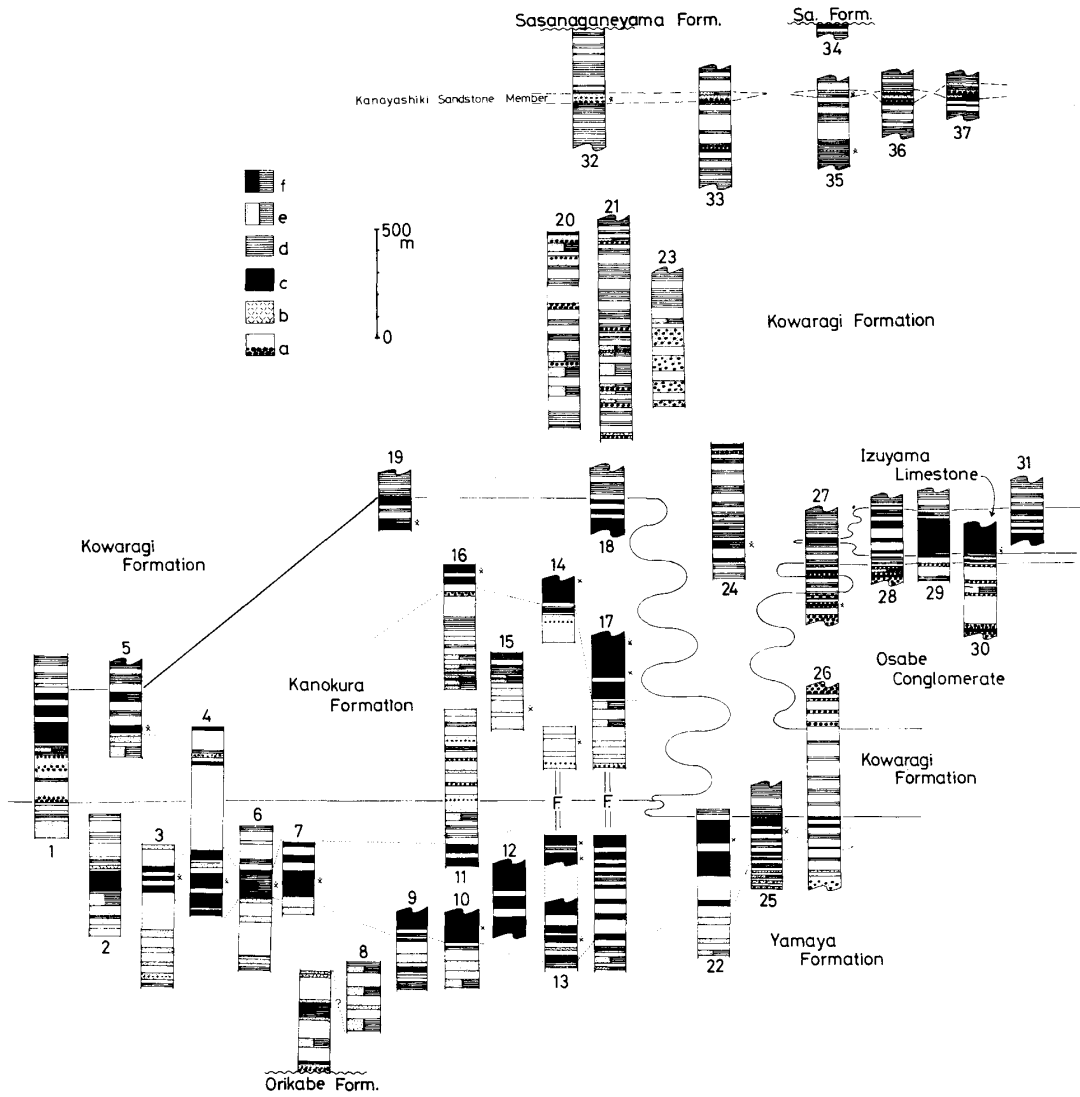 Sasanaganeyama Form.
Sa. Form.
34
Kanayashiki Sandstone Member
32
33
35
36
37
f
e
d
c
b
a
500
m
0
20
21
23
Kowaragi Formation
19
18
24
27
28
29
30
31
Izuyama
Limestone
Kowaragi
Formation
16
14
15
17
Kanokura
Formation
Osabe
Conglomerate
26
Kowaragi
Formation
5
4
1
F.
F.
2
3
6
7
8
9
10
11
12
13
22
25
Yamaya
Formation
?
Orikabe Form.